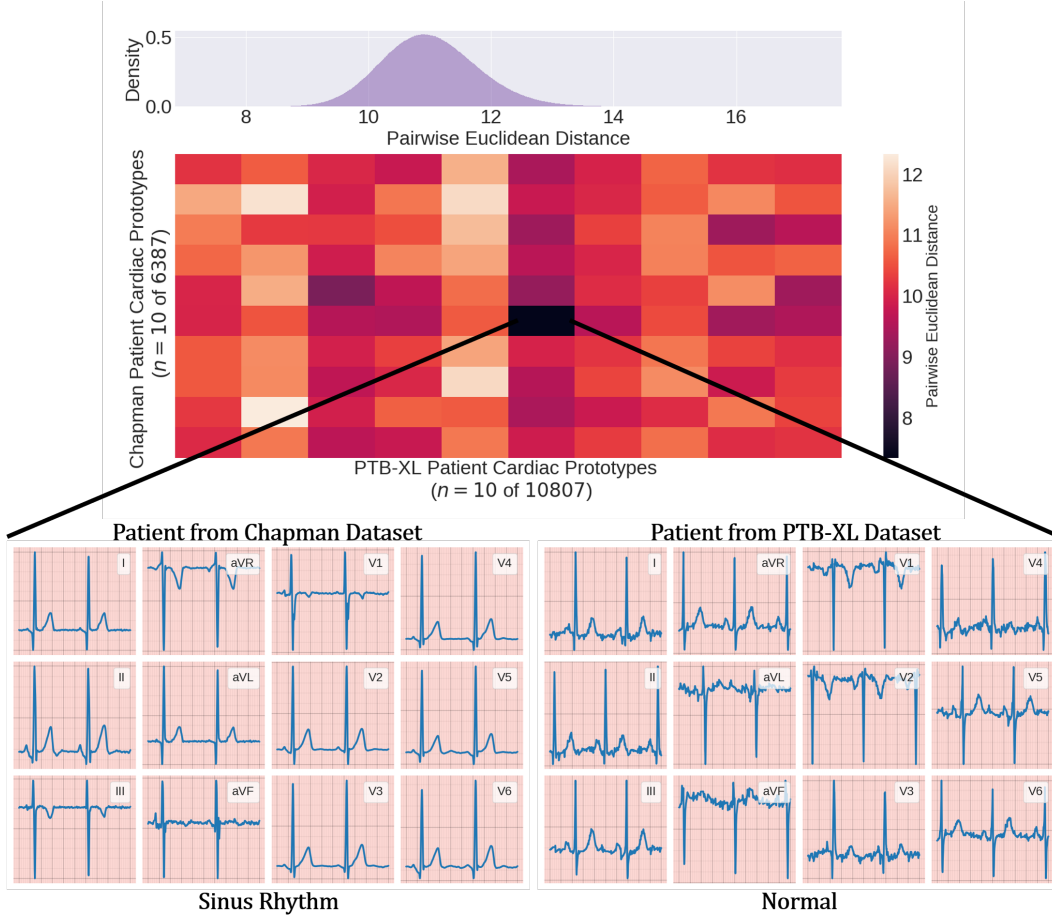 0.5
Density
0.0
8 10 12 14 16
Pairwise Euclidean Distance
Chapman Patient Cardiac Prototypes
(n = 10 of 6387)
12
11
10
9
8
Pairwise Euclidean Distance
PTB-XL Patient Cardiac Prototypes
(n = 10 of 10807)
Patient from Chapman Dataset
I aVR V1 V4
II aVL V2 V5
III aVF V3 V6
Sinus Rhythm
Patient from PTB-XL Dataset
I aVR V1 V4
II aVL V2 V5
III aVF V3 V6
Normal